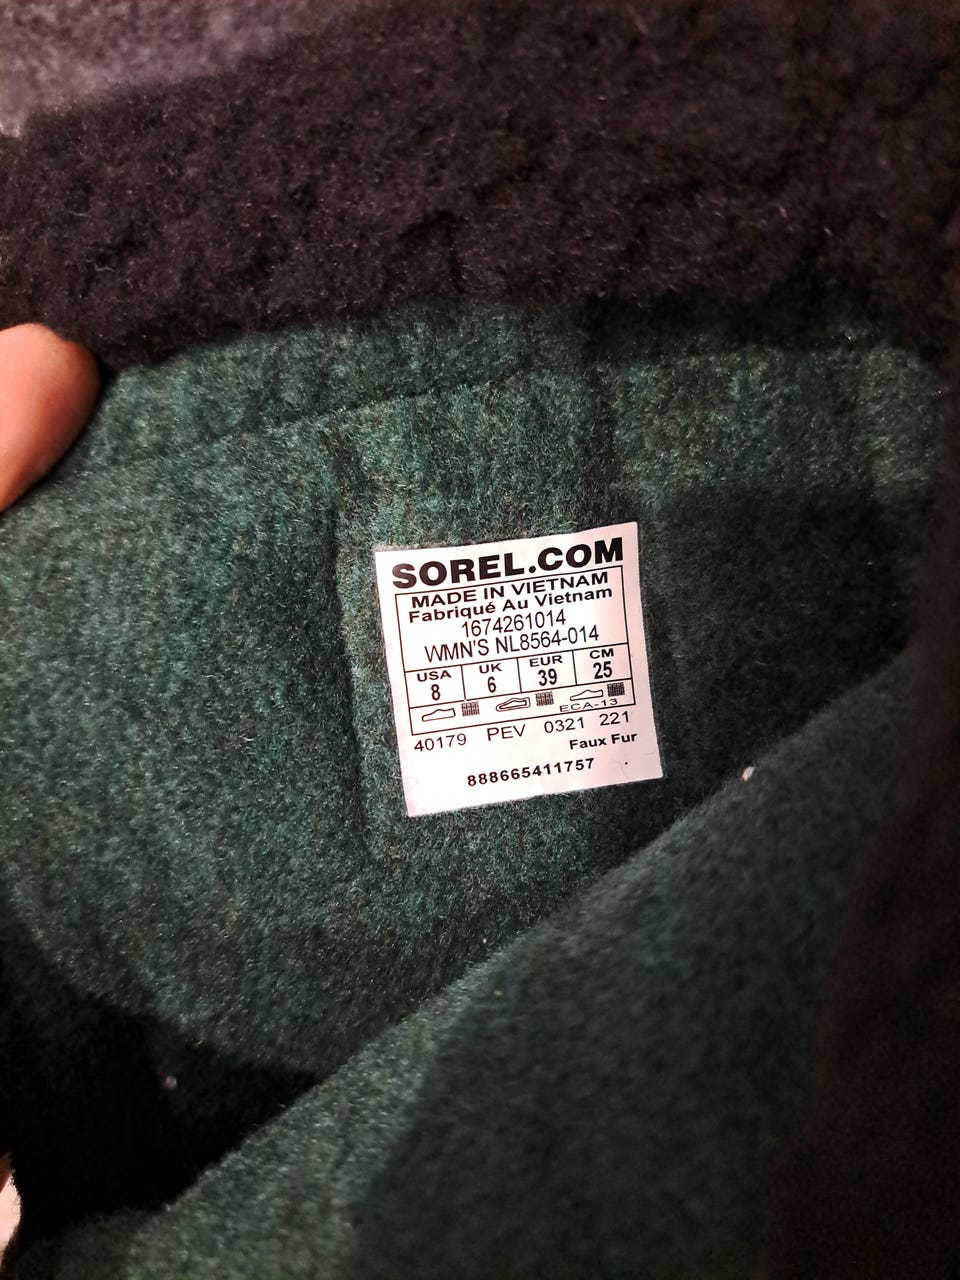 SOREL.COM
MADE IN VIETNAM
Fabriqué Au Vietnam
1674261014
WMN'S NL8564-014
USA UK EUR CM
8 6 39 25
ECA-13
40179 PEV 0321 221
Faux Fur
888665411757